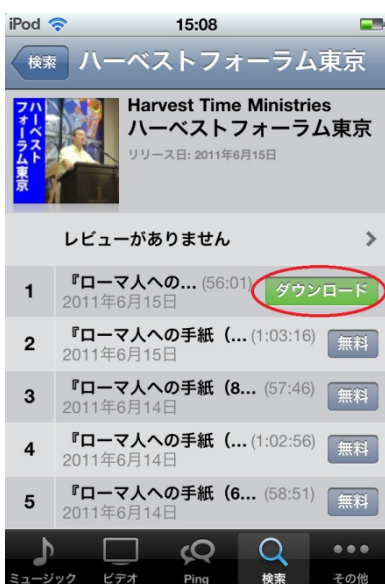 iPod 15:08
検索 ハーベストフォーラム東京
ハーベスト
フォーラム東京
Harvest Time Ministries
ハーベストフォーラム東京
リリース日: 2011年6月15日
レビューがありません
1 『ローマ人への... (56:01) ダウンロード
2011年6月15日
2 『ローマ人への手紙（... (1:03:16) 無料
2011年6月15日
3 『ローマ人への手紙（8... (57:46) 無料
2011年6月14日
4 『ローマ人への手紙（... (1:02:56) 無料
2011年6月14日
5 『ローマ人への手紙（6... (58:51) 無料
2011年6月14日
ミュージック ビデオ Ping 検索 その他